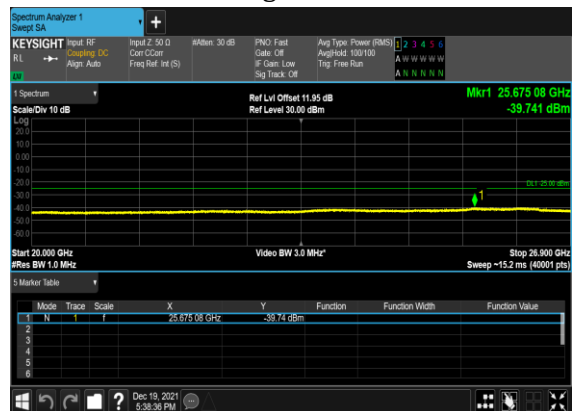 Spectrum Analyzer 1
Swept SA
+
KEYSIGHT Input: RF Input Z: 50 Ω #Atten: 30 dB PNO: Fast Avg Type: Power (RMS) 1 2 3 4 5 6
RL Coupling: DC Corr CCorr Gate: Off Avg|Hold: 100/100 A W W W W W
Align: Auto Freq Ref: Int (S) IF Gain: Low Trig: Free Run
Sig Track: Off A N N N N N
LW
1 Spectrum
Ref Lvl Offset 11.95 dB Mkr1 25.675 08 GHz
Scale/Div 10 dB Ref Level 30.00 dBm -39.741 dBm
Log
20.0
10.0
0.00
-10.0
-20.0
DL1 -25.00 dBm
-30.0
1
-40.0
-50.0
-60.0
Start 20.000 GHz Video BW 3.0 MHz* Stop 26.900 GHz
#Res BW 1.0 MHz Sweep ~15.2 ms (40001 pts)
5 Marker Table
Mode Trace Scale X Y Function Function Width Function Value
1 N 1 f 25.675 08 GHz -39.74 dBm
2
3
4
5
6
? Dec 19, 2021
5:38:36 PM